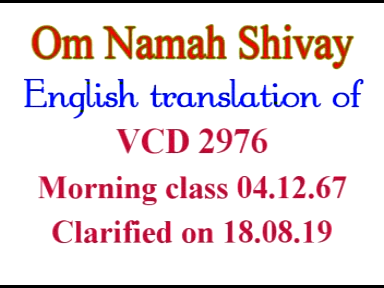 Om Namah Shivay
English translation of
VCD 2976
Morning class 04.12.67
Clarified on 18.08.19